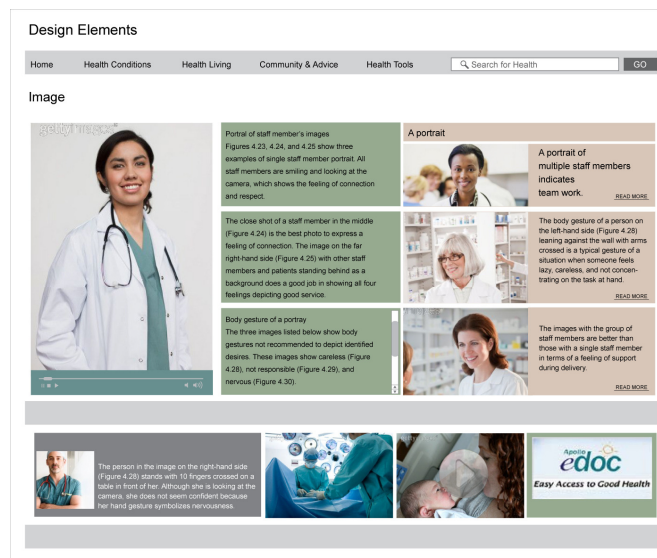 Design Elements
Home Health Conditions Health Living Community & Advice Health Tools Search for Health GO
Image
gettyimages
Portral of staff member's images
Figures 4.23, 4.24, and 4.25 show three
examples of single staff member portrait. All
staff members are smiling and looking at the
camera, which shows the feeling of connection
and respect.
A portrait
A portrait of
multiple staff members
indicates
team work.
READ MORE
The close shot of a staff member in the middle
(Figure 4.24) is the best photo to express a
feeling of connection. The image on the far
right-hand side (Figure 4.25) with other staff
members and patients standing behind as a
background does a good job in showing all four
feelings depicting good service.
The body gesture of a person on
the left-hand side (Figure 4.28)
leaning against the wall with arms
crossed is a typical gesture of a
situation when someone feels
lazy, careless, and not concen-
trating on the task at hand.
READ MORE
Body gesture of a portray
The three images listed below show body
gestures not recommended to depict identified
desires. These images show careless (Figure
4.28), not responsible (Figure 4.29), and
nervous (Figure 4.30).
The images with the group of
staff members are better than
those with a single staff member
in terms of a feeling of support
during delivery.
READ MORE
The person in the image on the right-hand side
(Figure 4.28) stands with 10 fingers crossed on a
table in front of her. Although she is looking at the
camera, she does not seem confident because
her hand gesture symbolizes nervousness.
Apollo
edoc
Easy Access to Good Health